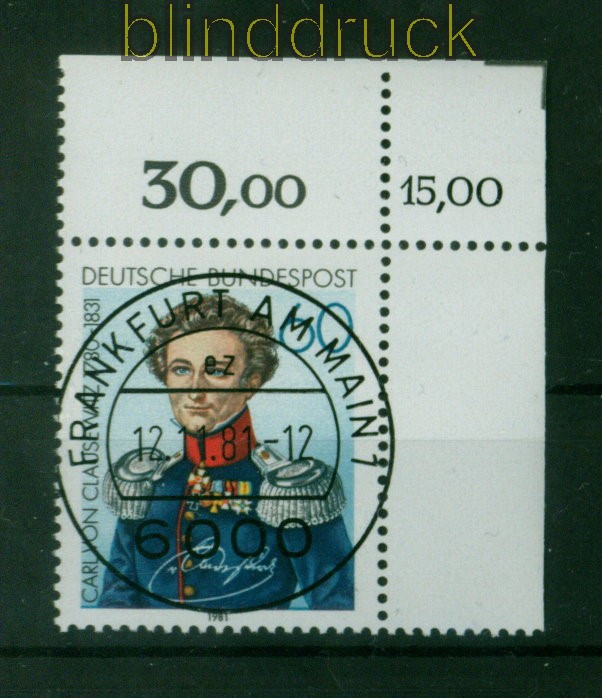 blinddruck
30,00
15,00
DEUTSCHE BUNDESPOST
60
CARL VON CLAUSEWITZ 1780-1831
FRANKFURT AM MAIN 1
ez
12.11.81-12
6000
1981